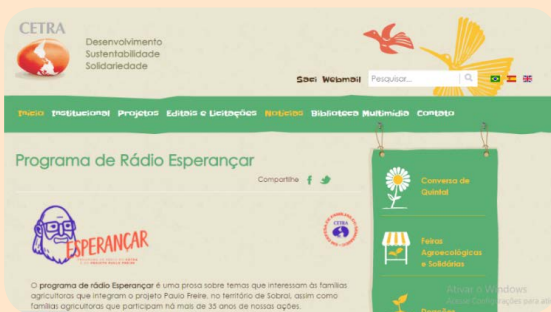 CETRA
Desenvolvimento
Sustentabilidade
Solidariedade
Saci Webmail Pesquisar...
Início Institucional Projetos Editais e Licitações Notícias Biblioteca Multimídia Contato
Programa de Rádio Esperançar
Compartilhe
Conversa de
Quintal
ESPERANÇAR
CETRA
Feiras
Agroecológicas
e Solidárias
O programa de rádio Esperançar é uma prosa sobre temas que interessam às famílias
agricultoras que integram o projeto Paulo Freire, no território de Sobral, assim como
famílias agricultoras que participam há mais de 35 anos de nossas ações.
Ativar o Windows